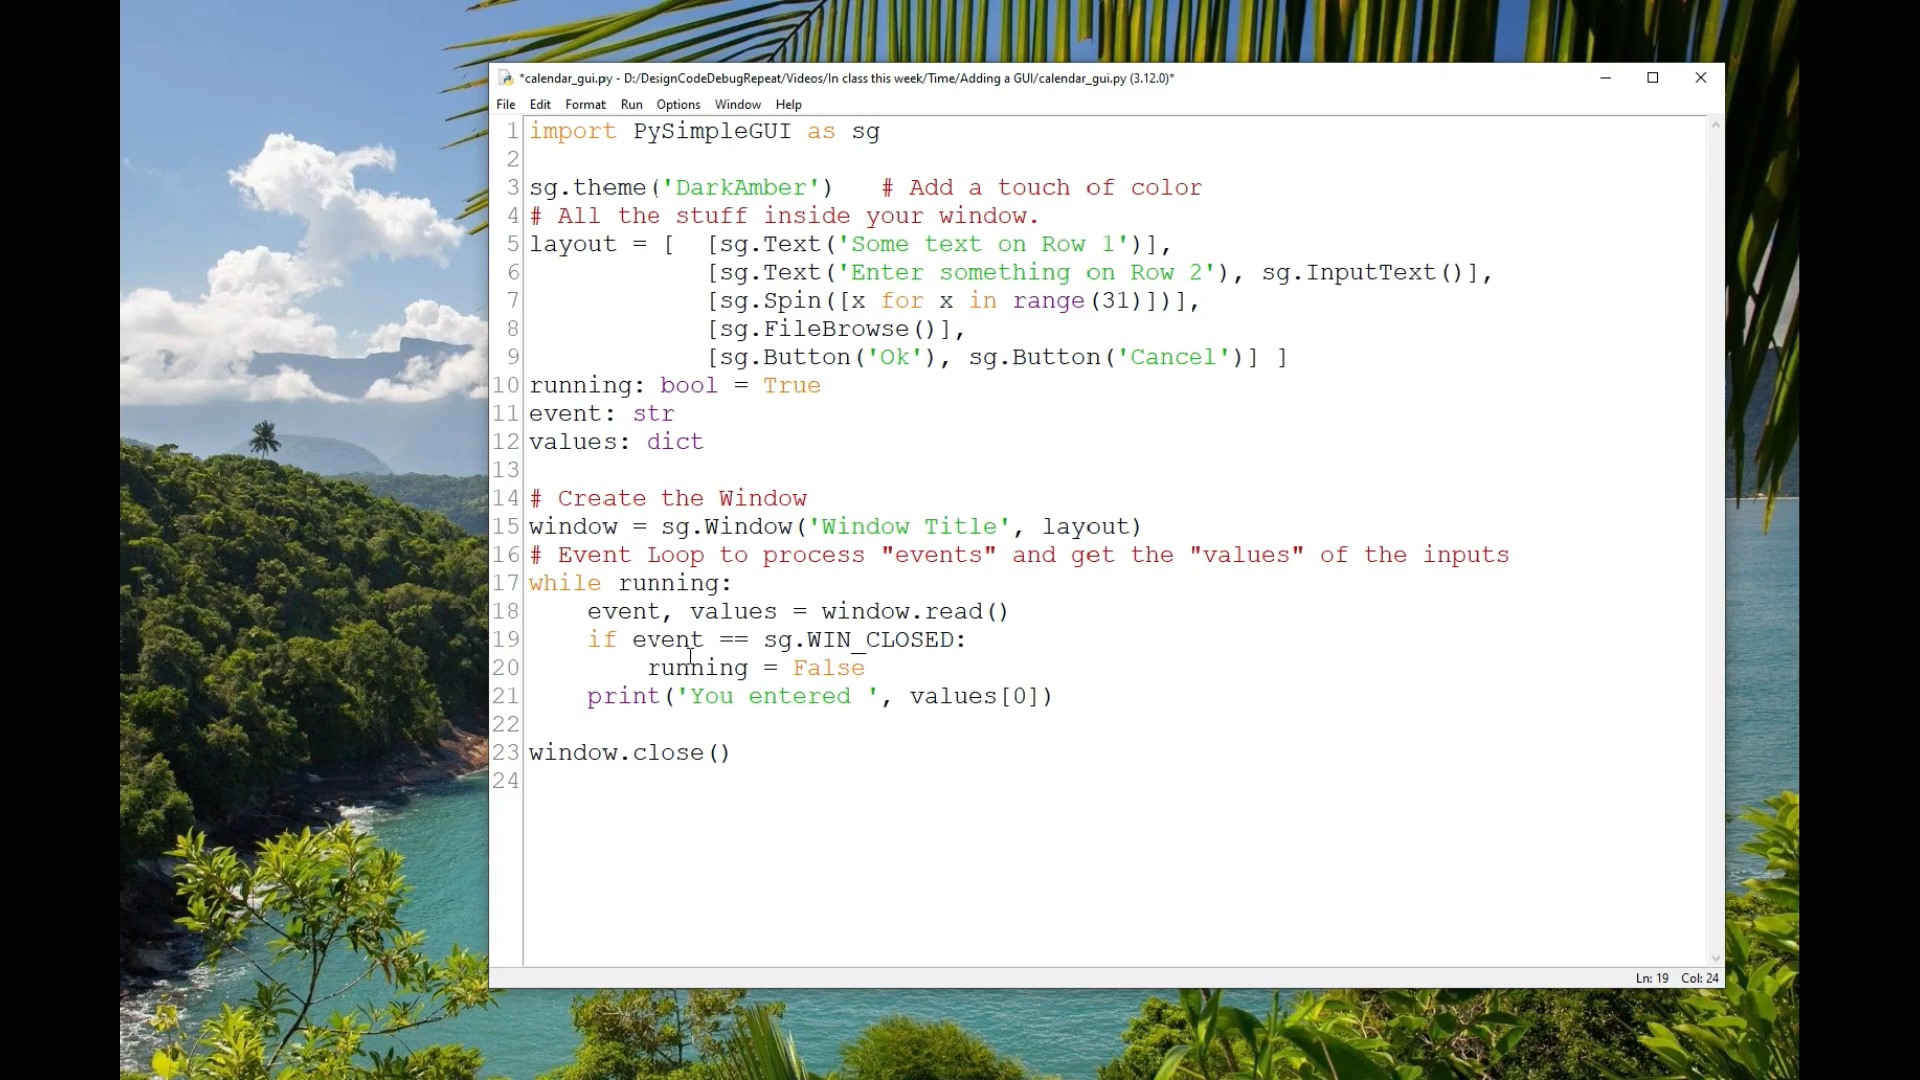 *calendar_gui.py - D:/DesignCodeDebugRepeat/Videos/In class this week/Time/Adding a GUI/calendar_gui.py (3.12.0)*
File Edit Format Run Options Window Help
1 import PySimpleGUI as sg
2
3 sg.theme('DarkAmber')   # Add a touch of color
4 # All the stuff inside your window.
5 layout = [  [sg.Text('Some text on Row 1')],
6             [sg.Text('Enter something on Row 2'), sg.InputText()],
7             [sg.Spin([x for x in range(31)])],
8             [sg.FileBrowse()],
9             [sg.Button('Ok'), sg.Button('Cancel')] ]
10 running: bool = True
11 event: str
12 values: dict
13
14 # Create the Window
15 window = sg.Window('Window Title', layout)
16 # Event Loop to process "events" and get the "values" of the inputs
17 while running:
18     event, values = window.read()
19     if event == sg.WIN_CLOSED:
20         running = False
21     print('You entered ', values[0])
22
23 window.close()
24
Ln: 19 Col: 24